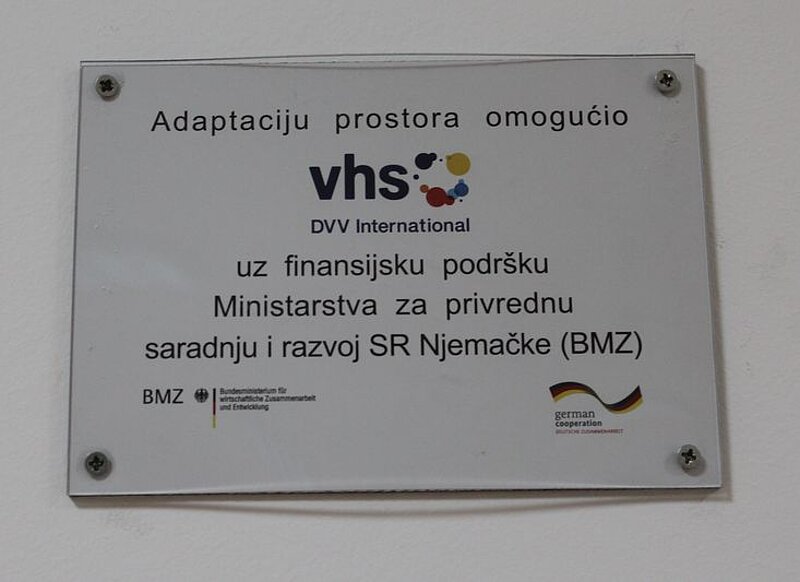 Adaptaciju prostora omogućio
vhs
DVV International
uz finansijsku podršku
Ministarstva za privrednu
saradnju i razvoj SR Njemačke (BMZ)
BMZ
Bundesministerium für
wirtschaftliche Zusammenarbeit
und Entwicklung
german
cooperation
DEUTSCHE ZUSAMMENARBEIT